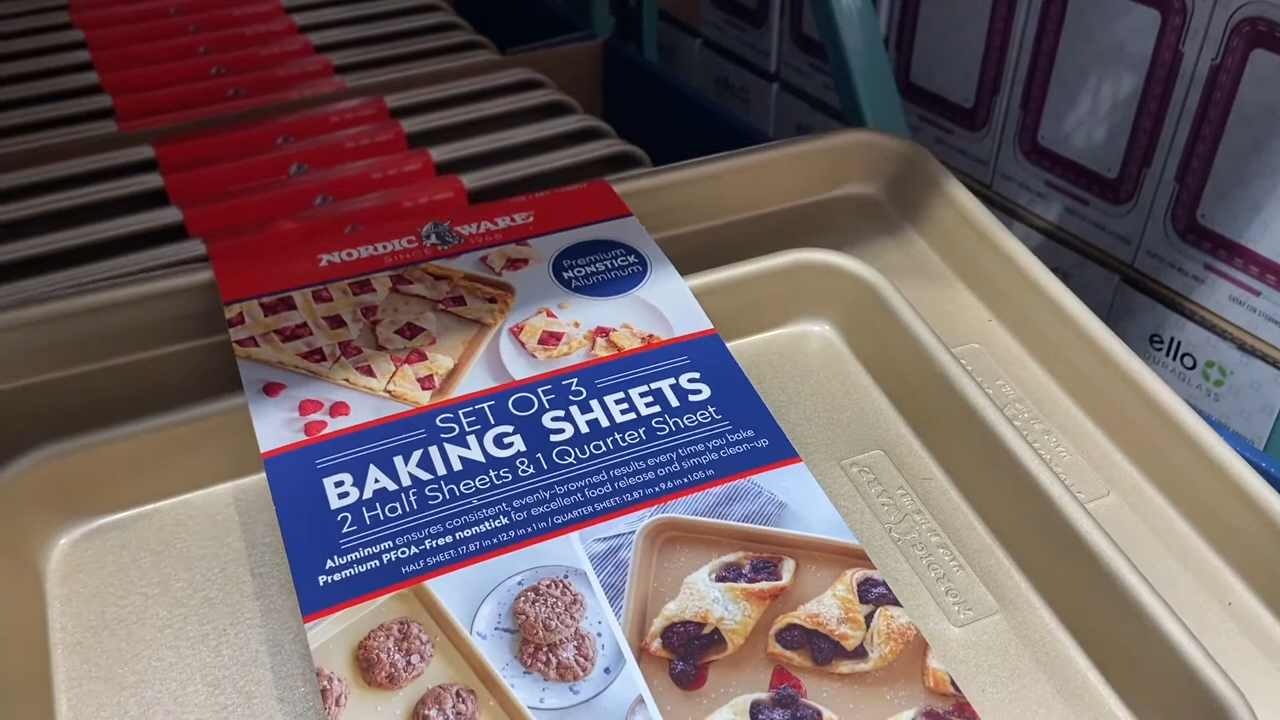 NORDIC WARE
SINCE 1946
Premium
NONSTICK
Aluminum
SET OF 3
BAKING SHEETS
2 Half Sheets & 1 Quarter Sheet
Aluminum ensures consistent, evenly-browned results every time you bake
Premium PFOA-Free nonstick for excellent food release and simple clean-up
HALF SHEET: 17.87 in x 12.9 in x 1 in / QUARTER SHEET: 12.87 in x 9.6 in x 1.05 in
NORDIC WARE
ello
DURAGLASS